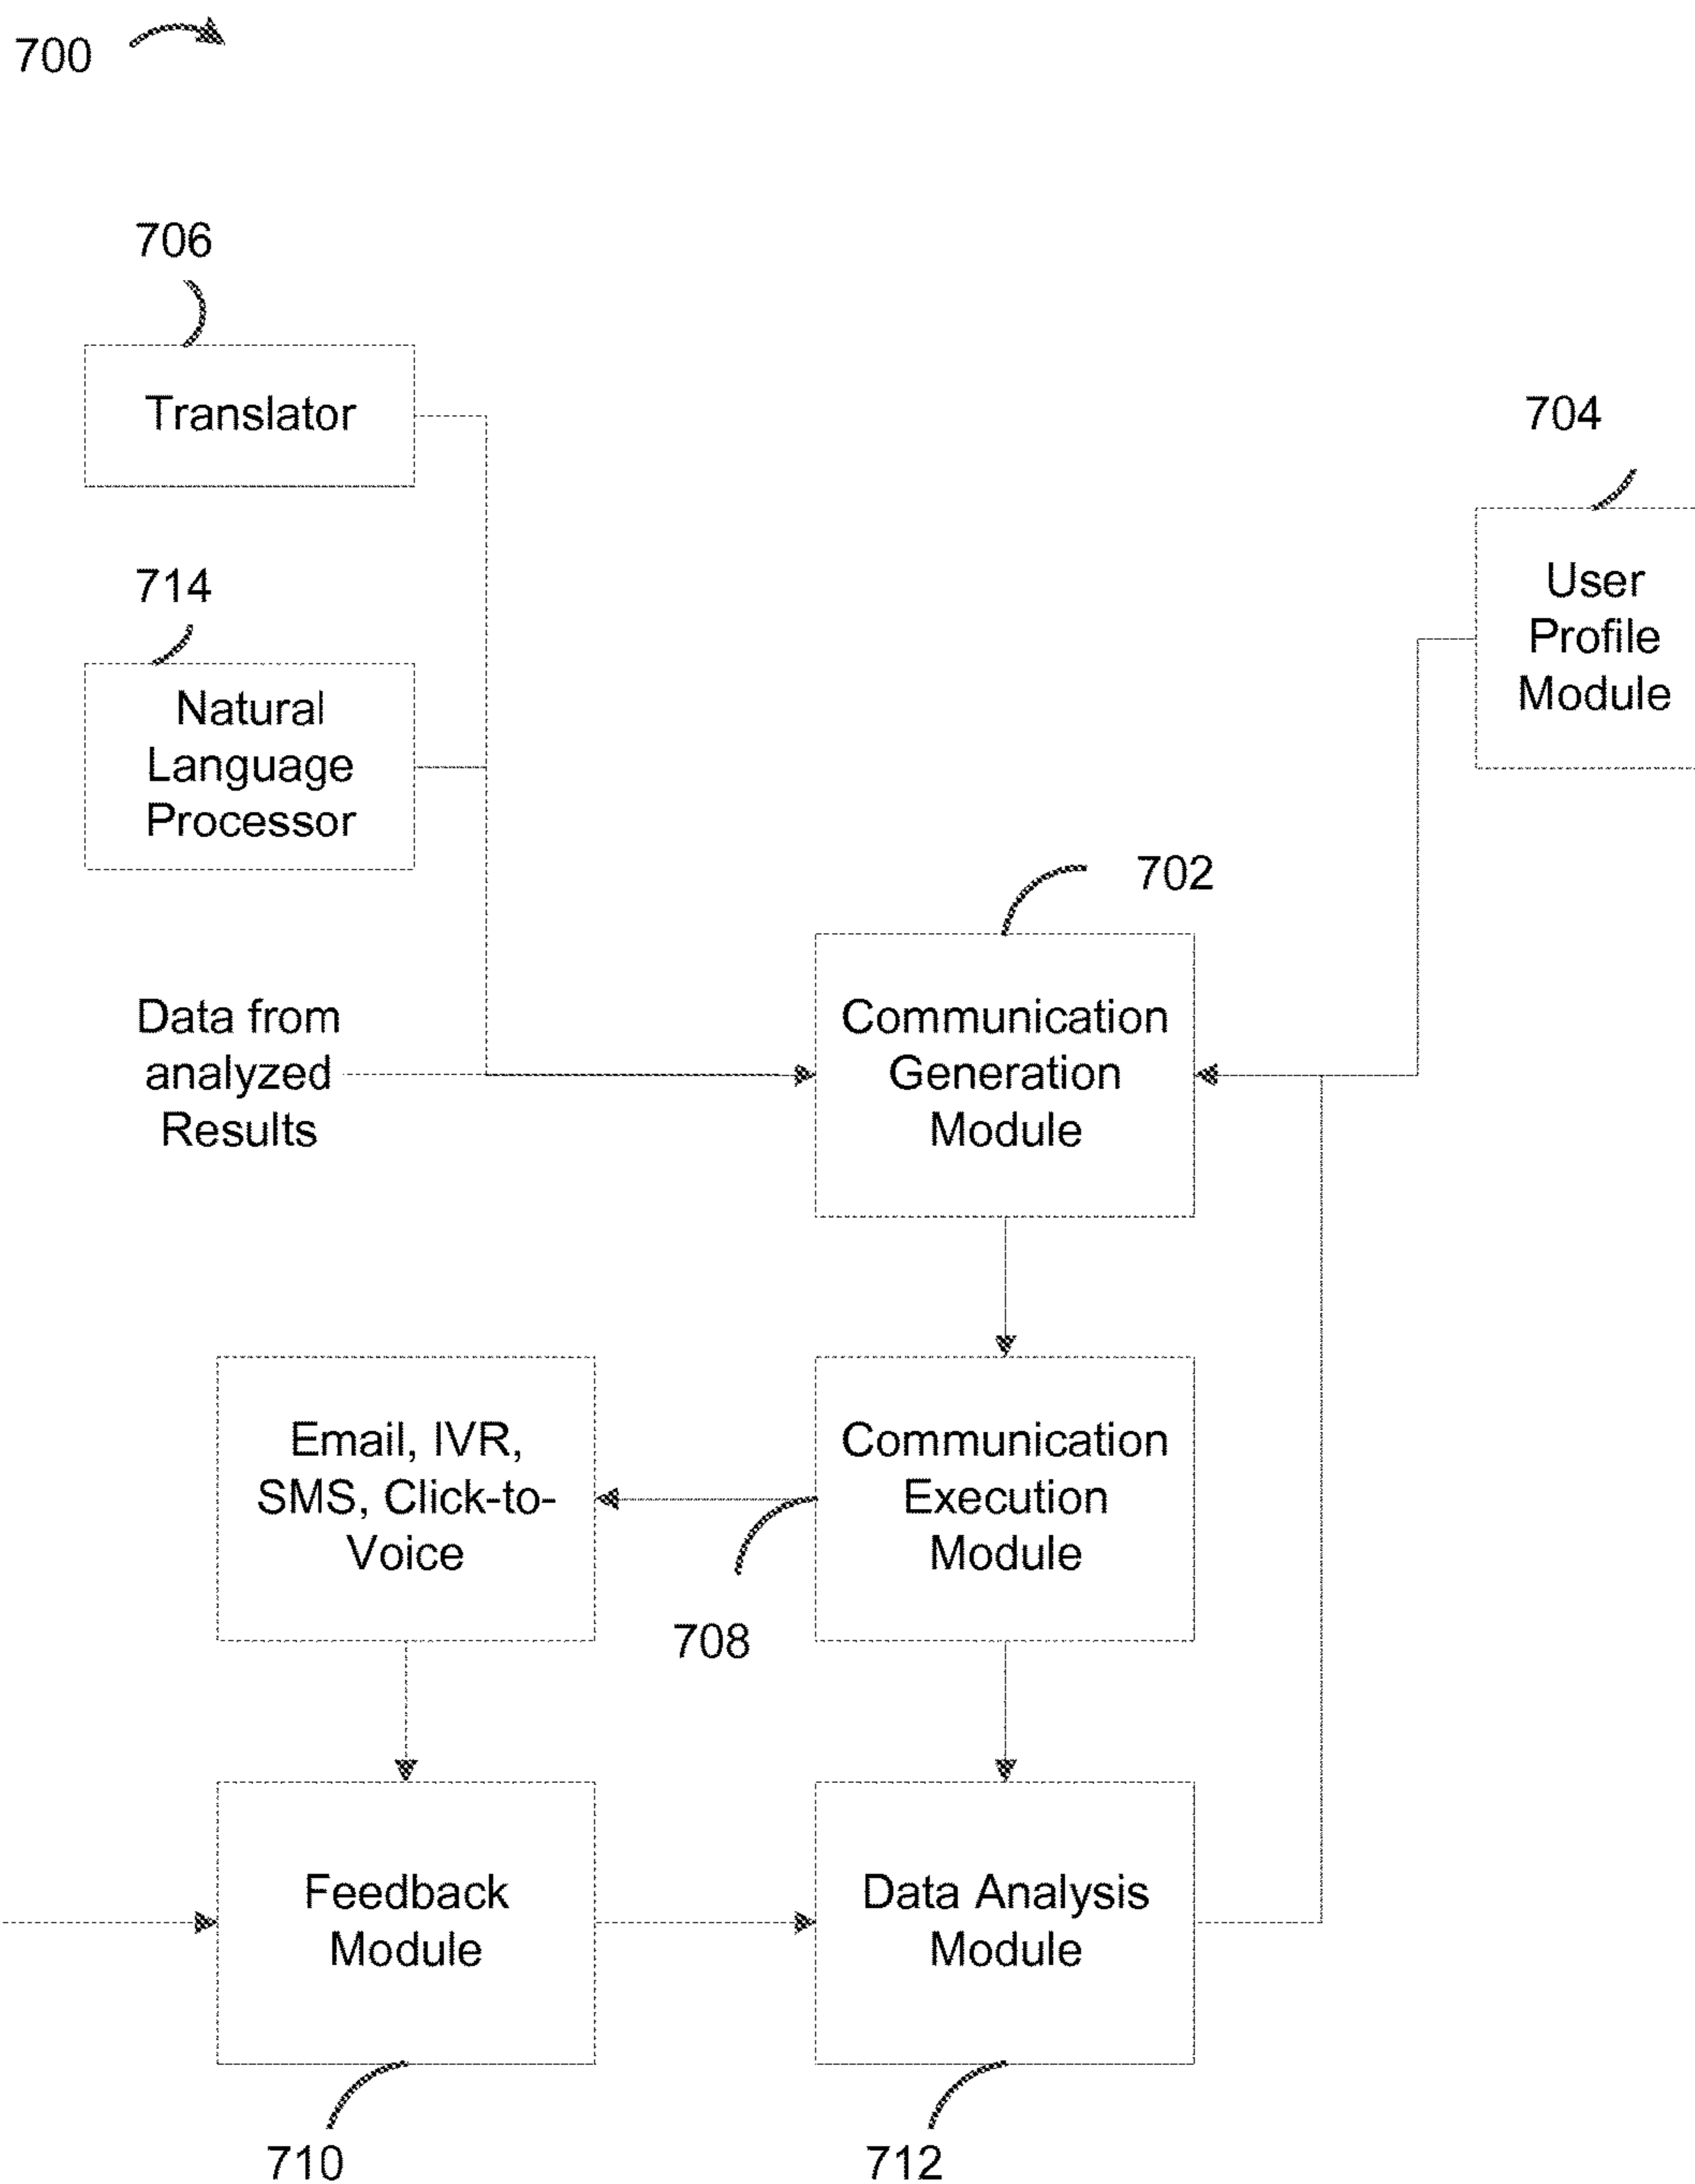 700
706
Translator
704
User
Profile
Module
714
Natural
Language
Processor
702
Data from
analyzed
Results
Communication
Generation
Module
Email, IVR,
SMS, Click-to-
Voice
Communication
Execution
Module
708
Feedback
Module
Data Analysis
Module
710
712